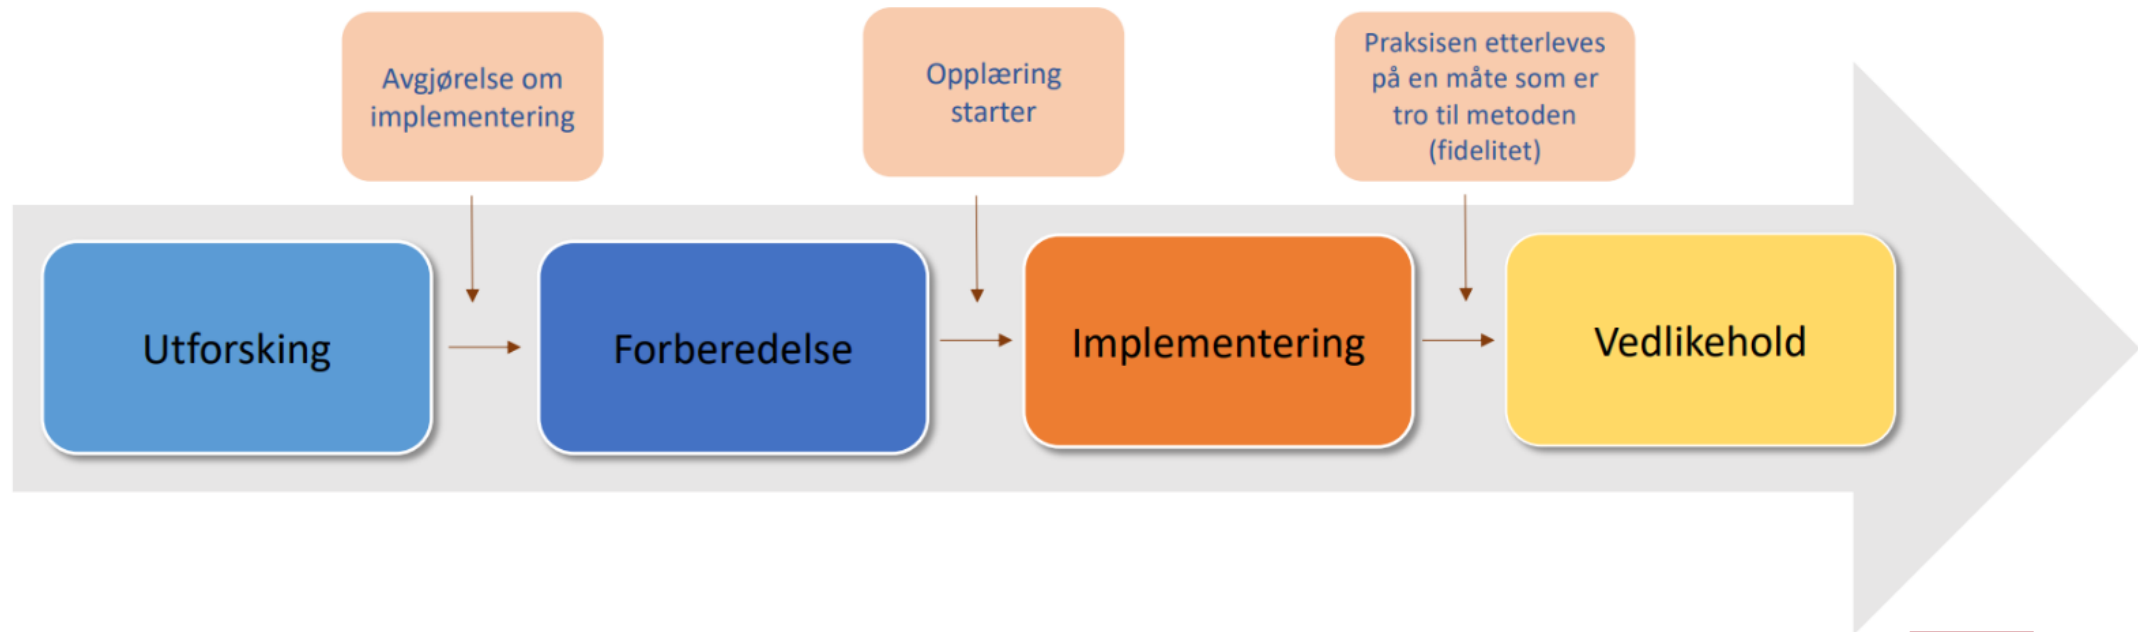 Avgjørelse om
implementering
Opplæring
starter
Praksisen etterleves
på en måte som er
tro til metoden
(fidelitet)
Utforsking
Forberedelse
Implementering
Vedlikehold